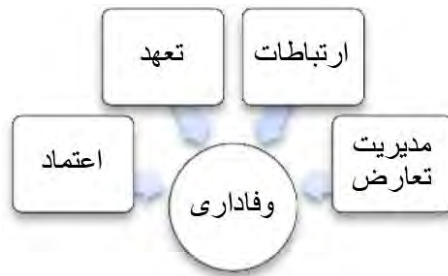 ارتباطات
تعهد
مدیریت
تعارض
اعتماد
وفاداری